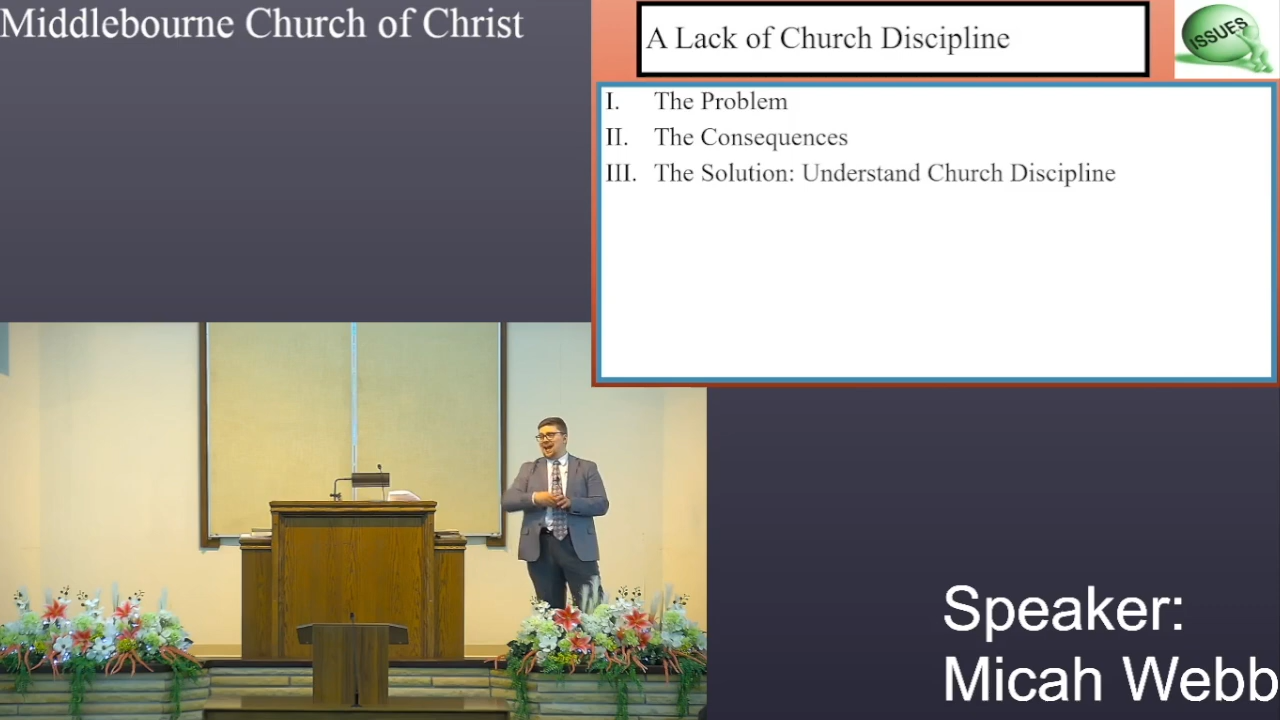 Middlebourne Church of Christ
A Lack of Church Discipline
ISSUES
I. The Problem
II. The Consequences
III. The Solution: Understand Church Discipline
Speaker:
Micah Webb